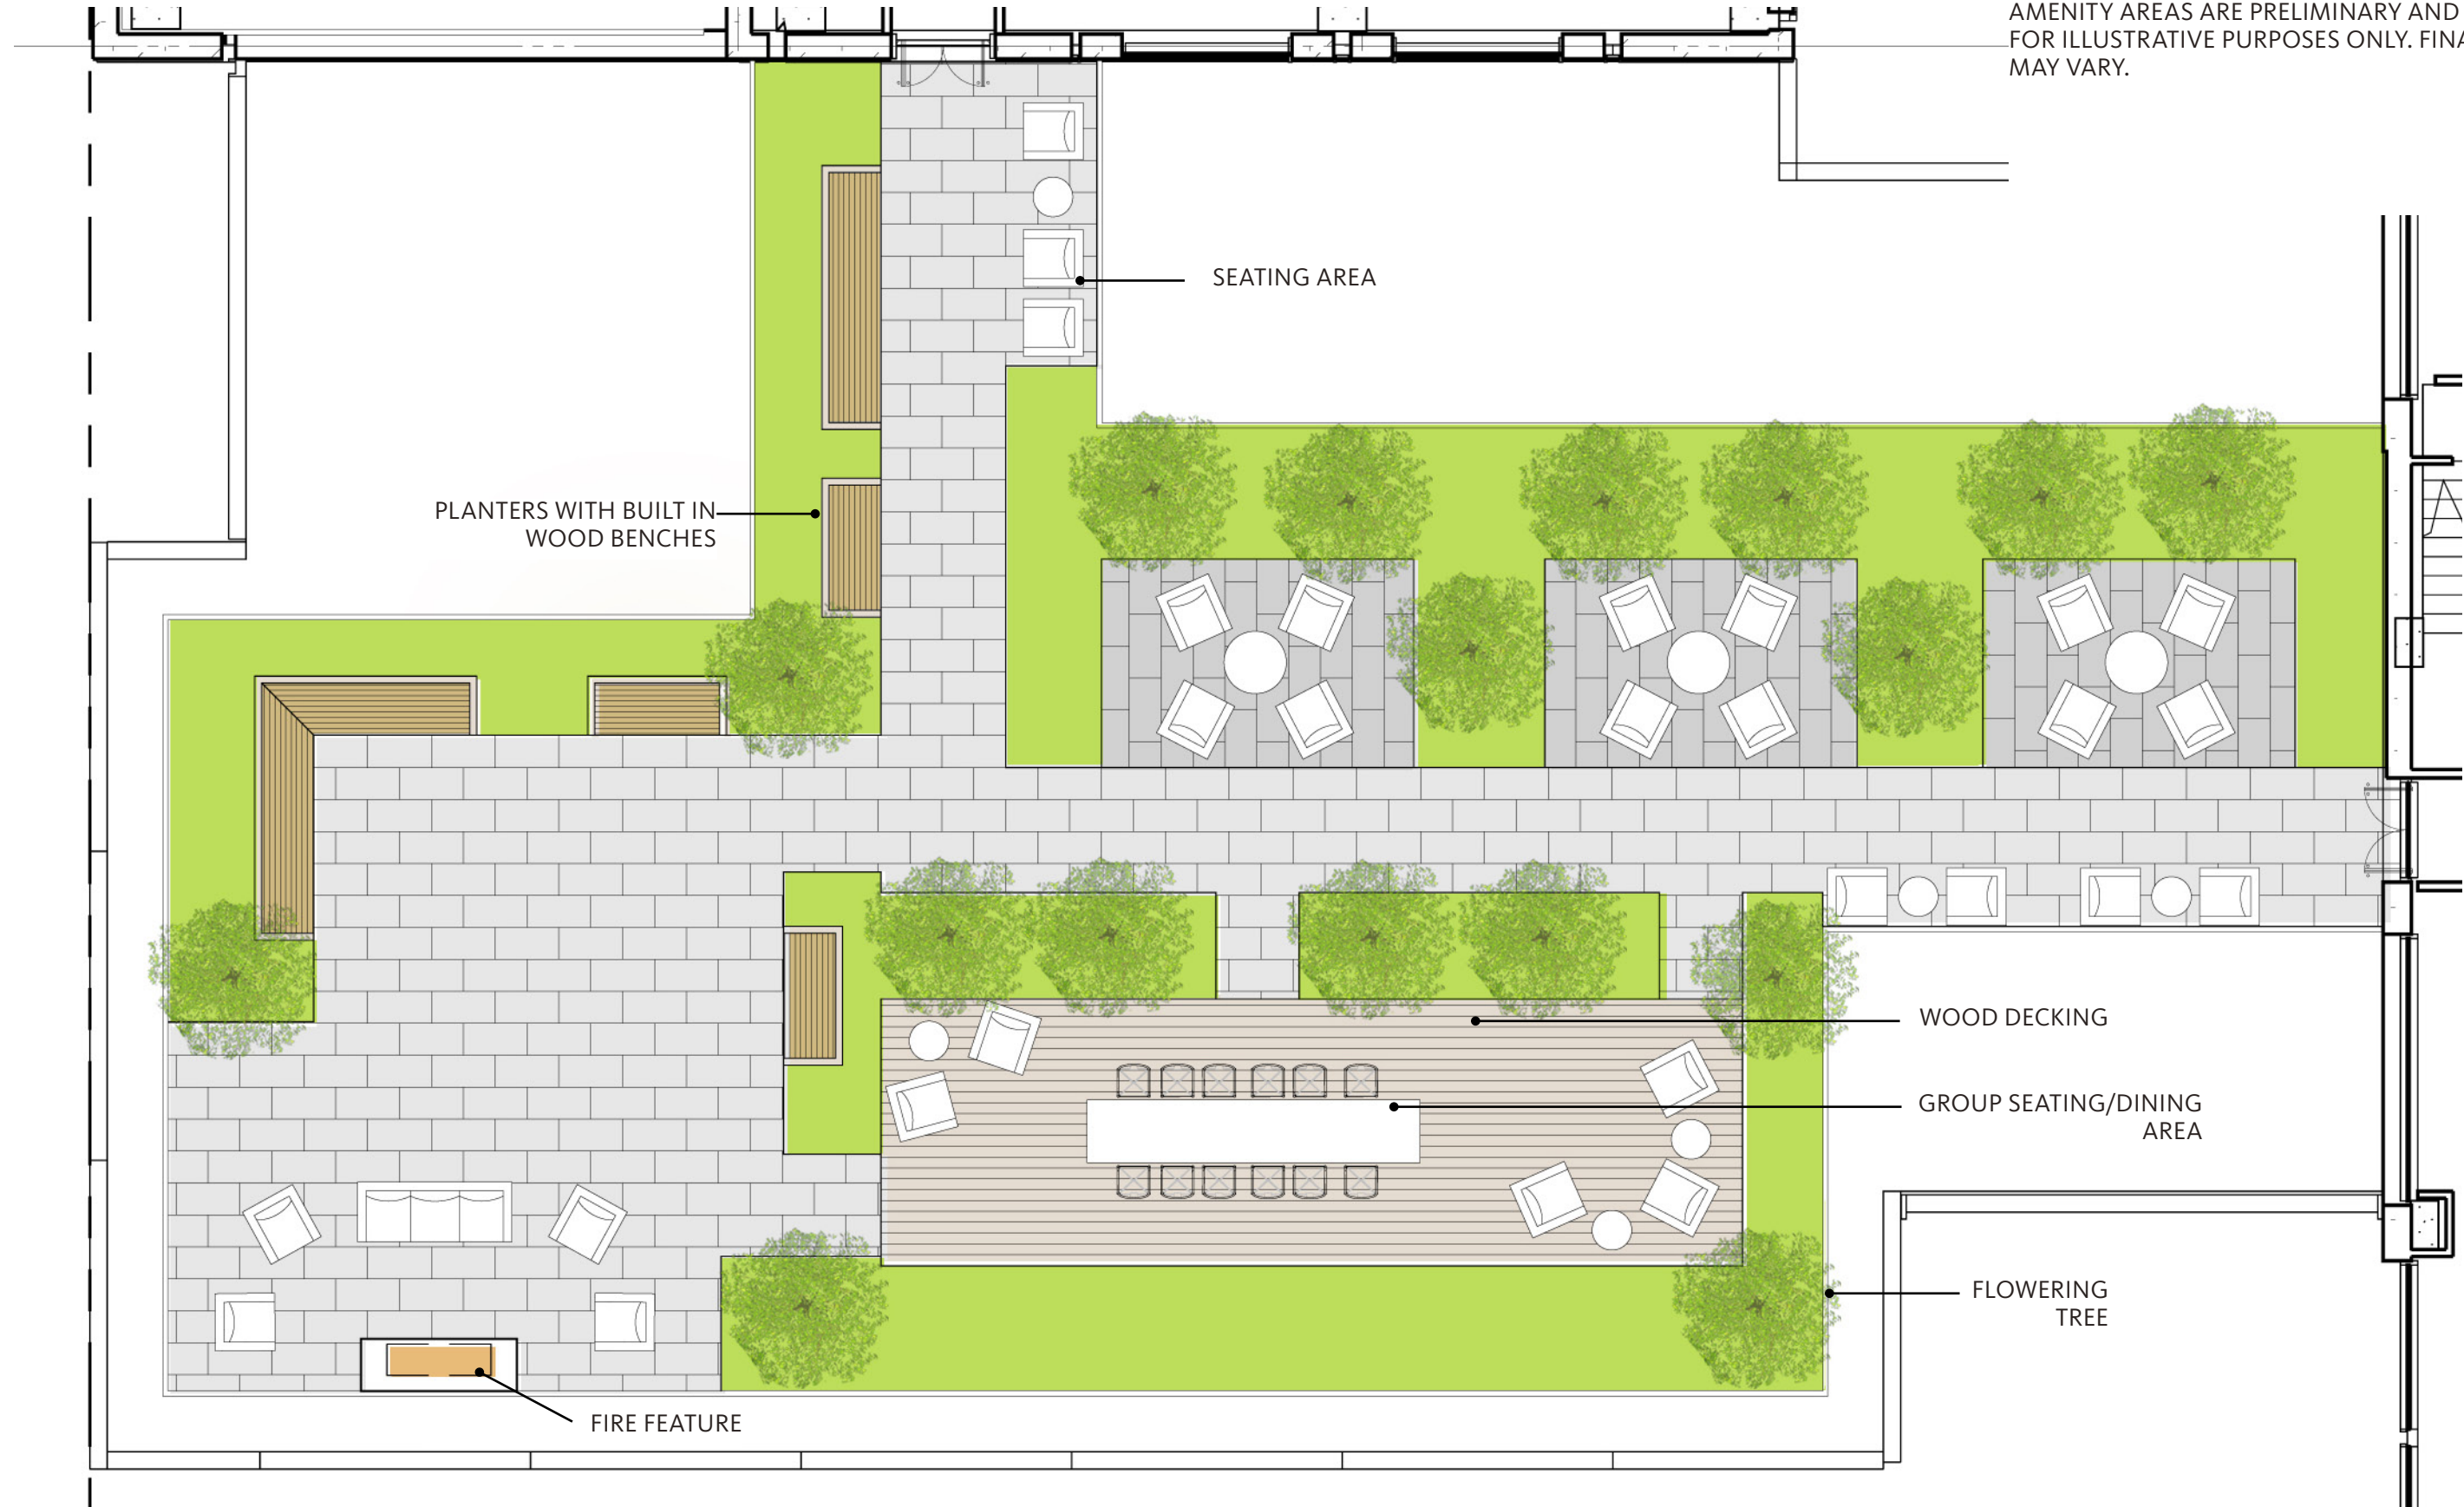 AMENITY AREAS ARE PRELIMINARY AND
FOR ILLUSTRATIVE PURPOSES ONLY.
MAY VARY.
SEATING AREA
PLANTERS WITH BUILT IN
WOOD BENCHES
WOOD DECKING
GROUP SEATING/DINING
AREA
FLOWERING
TREE
FIRE FEATURE